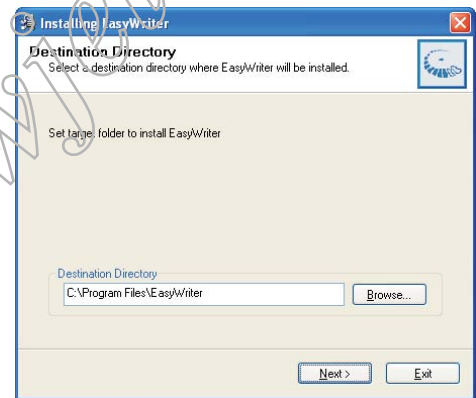 Installing EasyWriter
Destination Directory
Select a destination directory where EasyWriter will be installed.
Set target folder to install EasyWriter
Destination Directory
C:\Program Files\EasyWriter
Browse...
Next >
Exit